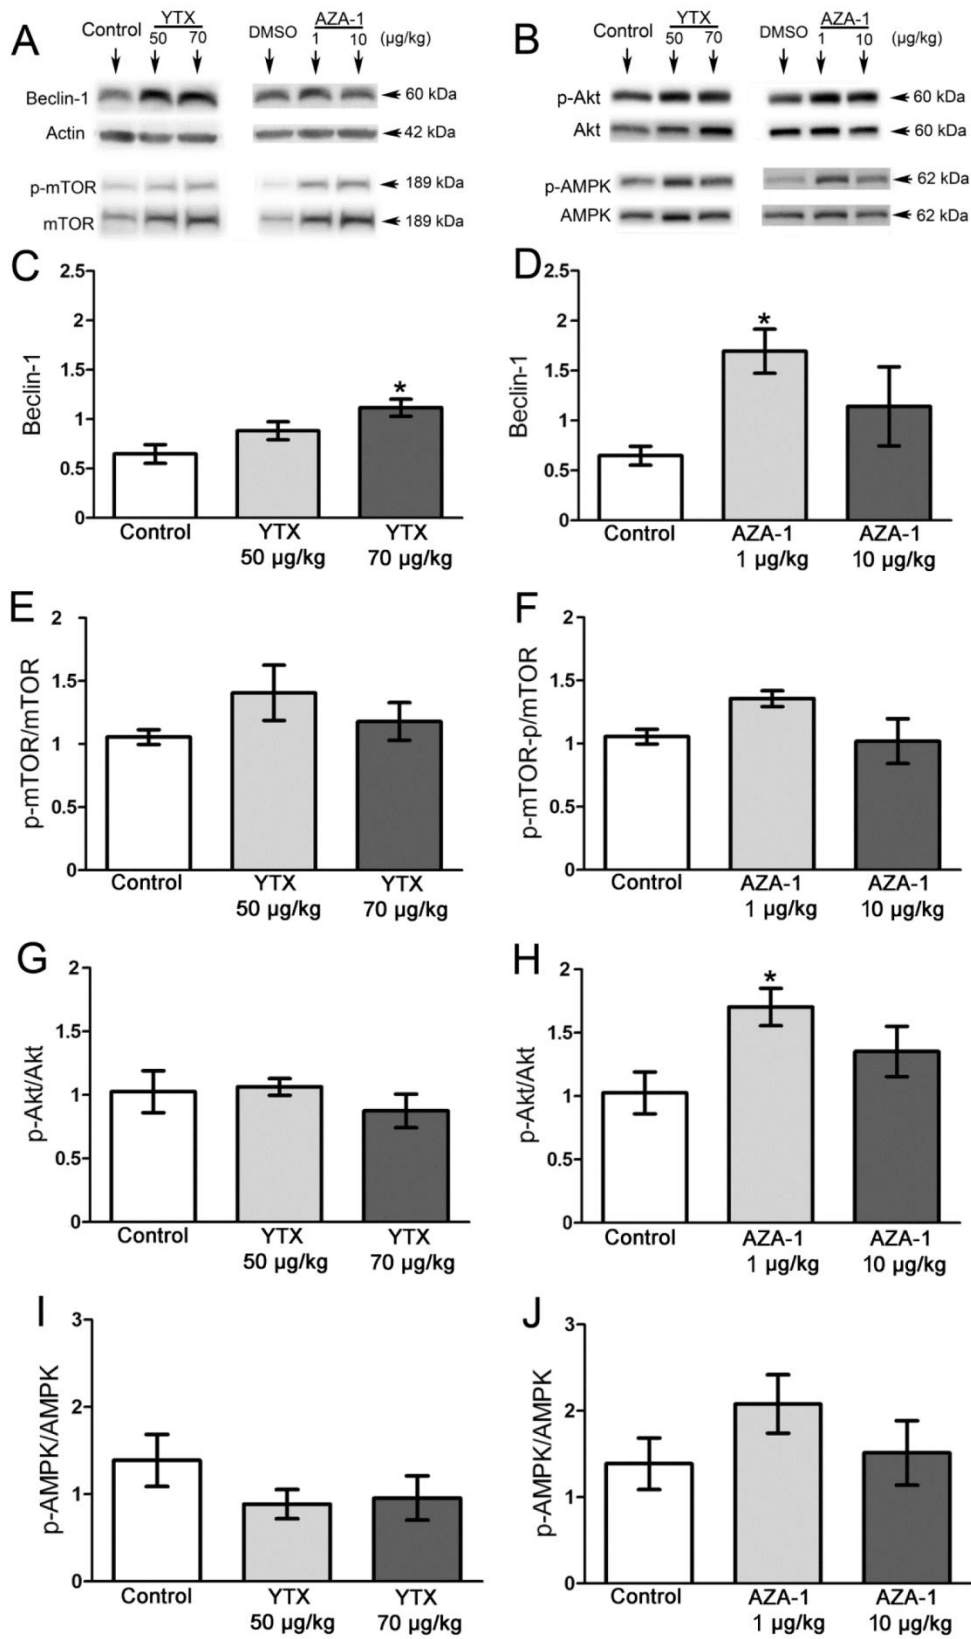 A
Control
YTX
50 70
DMSO
AZA-1
1 10 (µg/kg)
Beclin-1
60 kDa
Actin
42 kDa
p-mTOR
189 kDa
mTOR
189 kDa
B
Control
YTX
50 70
DMSO
AZA-1
1 10 (µg/kg)
p-Akt
60 kDa
Akt
60 kDa
p-AMPK
62 kDa
AMPK
62 kDa
C
Beclin-1
2.5
2
1.5
1
0.5
0
*
Control
YTX
50 µg/kg
YTX
70 µg/kg
D
Beclin-1
2.5
2
1.5
1
0.5
0
*
Control
AZA-1
1 µg/kg
AZA-1
10 µg/kg
E
p-mTOR/mTOR
2
1.5
1
0.5
0
Control
YTX
50 µg/kg
YTX
70 µg/kg
F
p-mTOR-p/mTOR
2
1.5
1
0.5
0
Control
AZA-1
1 µg/kg
AZA-1
10 µg/kg
G
p-Akt/Akt
2
1.5
1
0.5
0
Control
YTX
50 µg/kg
YTX
70 µg/kg
H
p-Akt/Akt
2
1.5
1
0.5
0
*
Control
AZA-1
1 µg/kg
AZA-1
10 µg/kg
I
p-AMPK/AMPK
3
2
1
0
Control
YTX
50 µg/kg
YTX
70 µg/kg
J
p-AMPK/AMPK
3
2
1
0
Control
AZA-1
1 µg/kg
AZA-1
10 µg/kg